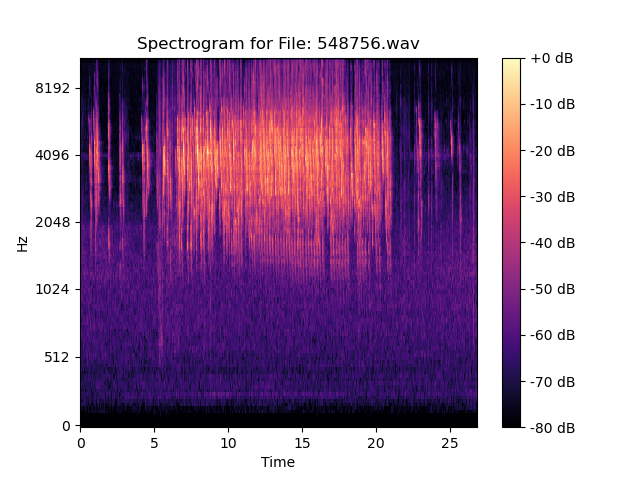 Spectrogram for File: 548756.wav
Hz
8192
4096
2048
1024
512
0
0 5 10 15 20 25
Time
+0 dB
-10 dB
-20 dB
-30 dB
-40 dB
-50 dB
-60 dB
-70 dB
-80 dB